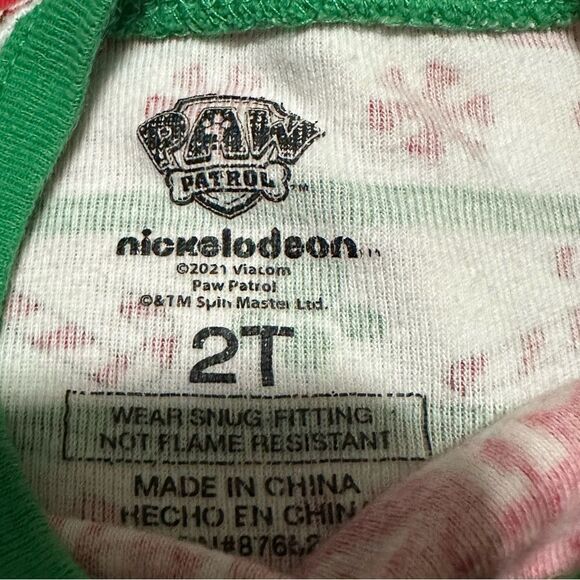 PAW
PATROL
TM
nickelodeon
©2021 Viacom
Paw Patrol
©&TM Spin Master Ltd.
2T
WEAR SNUG-FITTING
NOT FLAME RESISTANT
MADE IN CHINA
HECHO EN CHINA